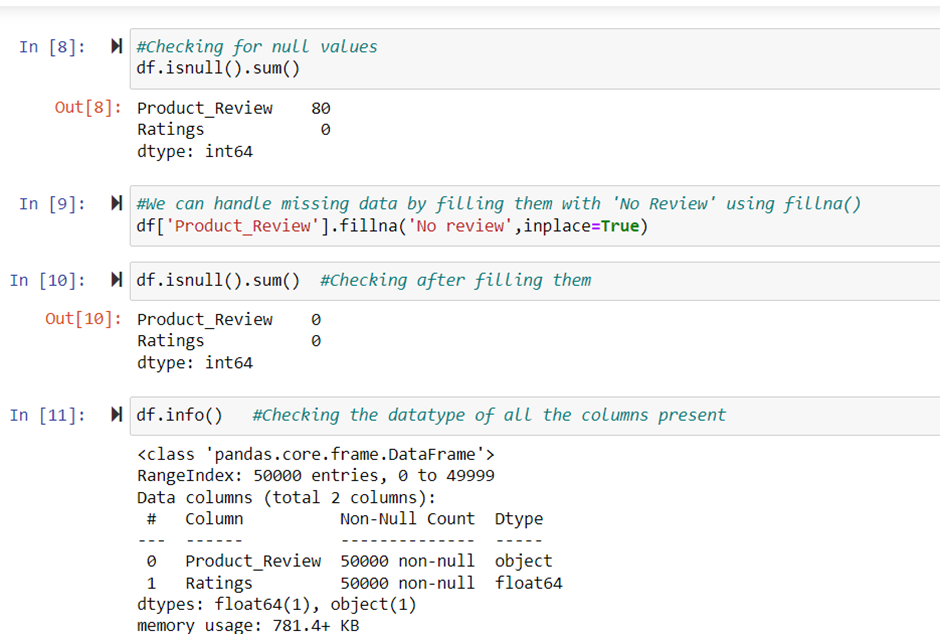 In [8]: #Checking for null values
df.isnull().sum()
Out[8]: Product_Review    80
Ratings            0
dtype: int64
In [9]: #We can handle missing data by filling them with 'No Review' using fillna()
df['Product_Review'].fillna('No review',inplace=True)
In [10]: df.isnull().sum()  #Checking after filling them
Out[10]: Product_Review    0
Ratings           0
dtype: int64
In [11]: df.info()   #Checking the datatype of all the columns present
<class 'pandas.core.frame.DataFrame'>
RangeIndex: 50000 entries, 0 to 49999
Data columns (total 2 columns):
 #   Column          Non-Null Count  Dtype
---  ------          --------------  -----
 0   Product_Review  50000 non-null  object
 1   Ratings         50000 non-null  float64
dtypes: float64(1), object(1)
memory usage: 781.4+ KB